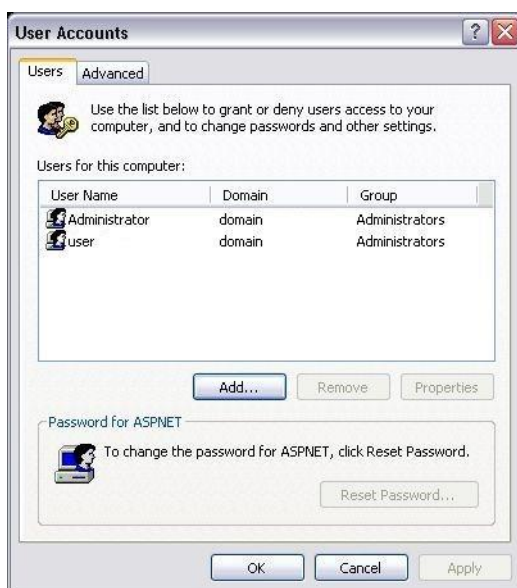 User Accounts
Users Advanced
Use the list below to grant or deny users access to your
computer, and to change passwords and other settings.
Users for this computer:
User Name Domain Group
Administrator domain Administrators
user domain Administrators
Add... Remove Properties
Password for ASPNET
To change the password for ASPNET, click Reset Password.
Reset Password...
OK Cancel Apply